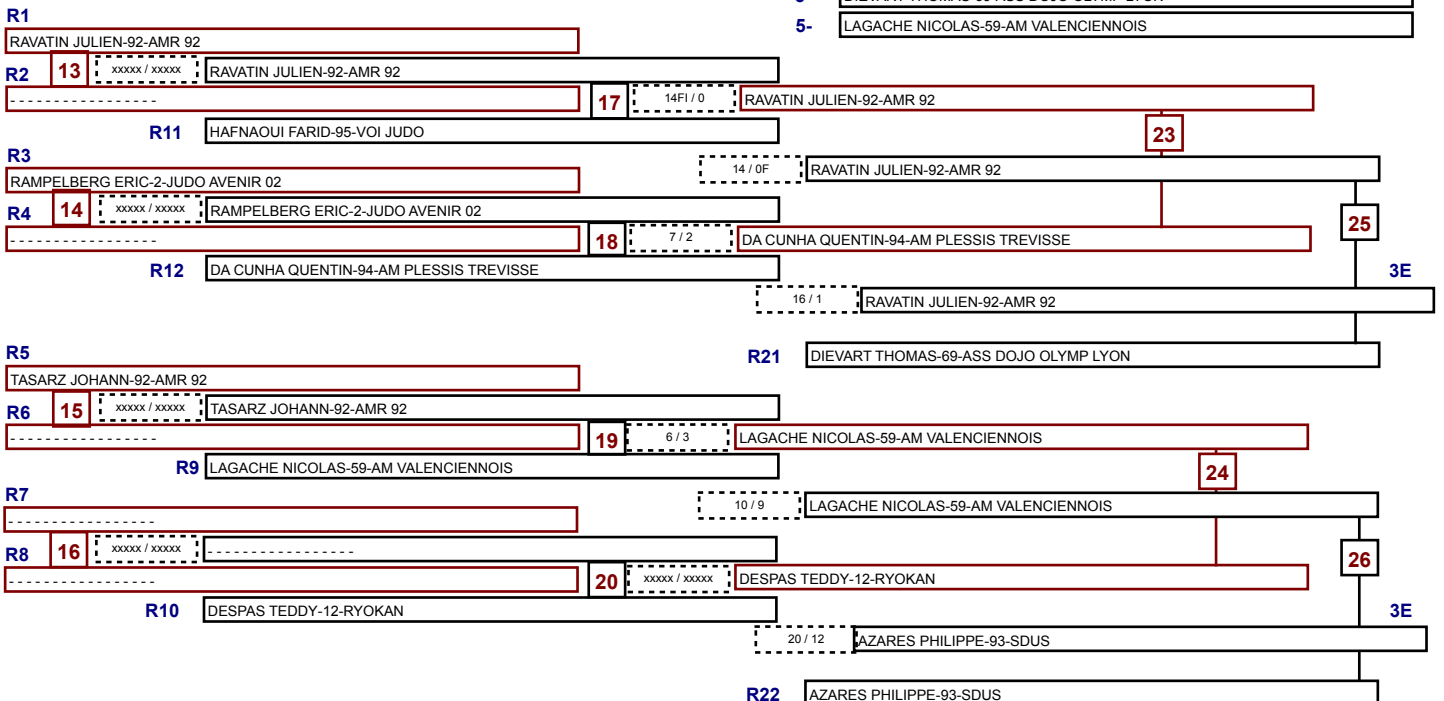 5- LAGACHE NICOLAS-59-AM VALENCIENNOIS
R1
RAVATIN JULIEN-92-AMR 92
R2 13 xxxxx / xxxxx RAVATIN JULIEN-92-AMR 92
- - - - - - - - - - - - - - - - - 17 14FI / 0 RAVATIN JULIEN-92-AMR 92
R11 HAFNAOUI FARID-95-VOI JUDO
23
R3
14 / 0F RAVATIN JULIEN-92-AMR 92
RAMPELBERG ERIC-2-JUDO AVENIR 02
R4 14 xxxxx / xxxxx RAMPELBERG ERIC-2-JUDO AVENIR 02
25
- - - - - - - - - - - - - - - - - 18 7 / 2 DA CUNHA QUENTIN-94-AM PLESSIS TREVISSE
R12 DA CUNHA QUENTIN-94-AM PLESSIS TREVISSE
3E
16 / 1 RAVATIN JULIEN-92-AMR 92
R5
R21 DIEVART THOMAS-69-ASS DOJO OLYMP LYON
TASARZ JOHANN-92-AMR 92
R6 15 xxxxx / xxxxx TASARZ JOHANN-92-AMR 92
- - - - - - - - - - - - - - - - - 19 6 / 3 LAGACHE NICOLAS-59-AM VALENCIENNOIS
R9 LAGACHE NICOLAS-59-AM VALENCIENNOIS
24
R7
10 / 9 LAGACHE NICOLAS-59-AM VALENCIENNOIS
- - - - - - - - - - - - - - - - -
R8 16 xxxxx / xxxxx - - - - - - - - - - - - - - - - -
26
- - - - - - - - - - - - - - - - - 20 xxxxx / xxxxx DESPAS TEDDY-12-RYOKAN
R10 DESPAS TEDDY-12-RYOKAN
3E
20 / 12 AZARES PHILIPPE-93-SDUS
R22 AZARES PHILIPPE-93-SDUS